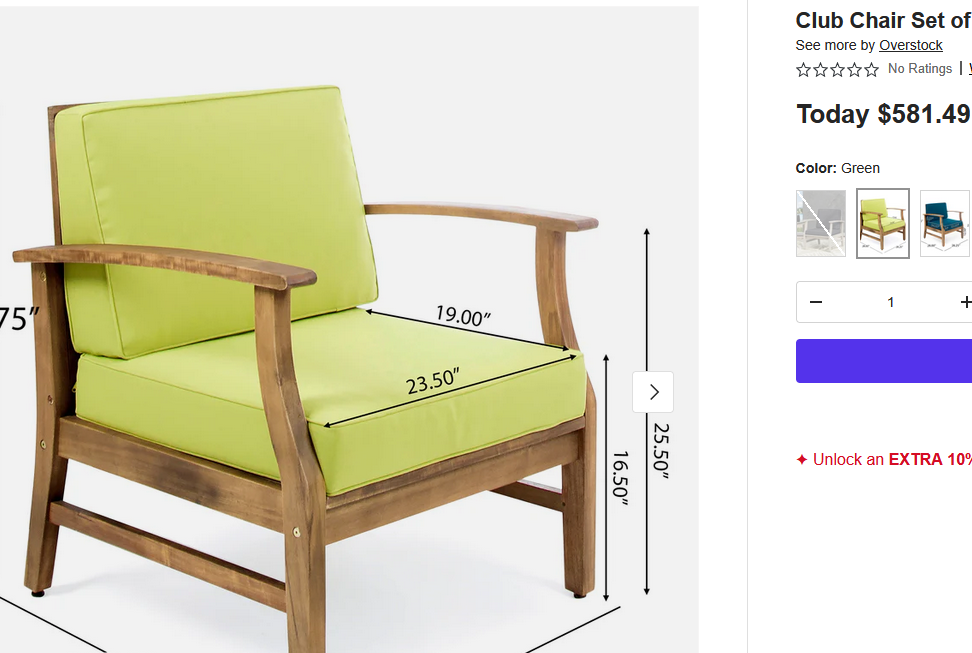 Club Chair Set of
See more by Overstock
No Ratings |
Today $581.49
Color: Green
1
Unlock an EXTRA 10%
75"
19.00"
23.50"
16.50"
25.50"